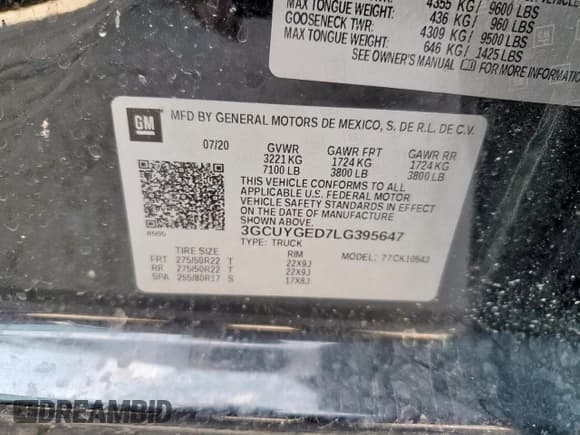 MAX TONGUE WEIGHT: 4355 KG/ 9600 LBS
436 KG/ 960 LBS
GOOSENECK TWR: 4309 KG/ 9500 LBS
MAX TONGUE WEIGHT: 646 KG/ 1425 LBS
SEE OWNER'S MANUAL FOR MORE INFORMATION
GM
MFD BY GENERAL MOTORS DE MEXICO, S. DE R.L. DE C.V.
07/20 GVWR GAWR FRT GAWR RR
3221 KG 1724 KG 1724 KG
7100 LB 3800 LB 3800 LB
THIS VEHICLE CONFORMS TO ALL
APPLICABLE U.S. FEDERAL MOTOR
VEHICLE SAFETY STANDARDS IN
EFFECT ON THE DATE OF MANUFACTURE
SHOWN ABOVE.
3GCUYGED7LG395647
TYPE: TRUCK MODEL: 77CK10543
TIRE SIZE RIM
FRT 275/50R22 T 22X9J
RR 275/50R22 T 22X9J
SPA 255/80R17 S 17X8J
DREAMBID